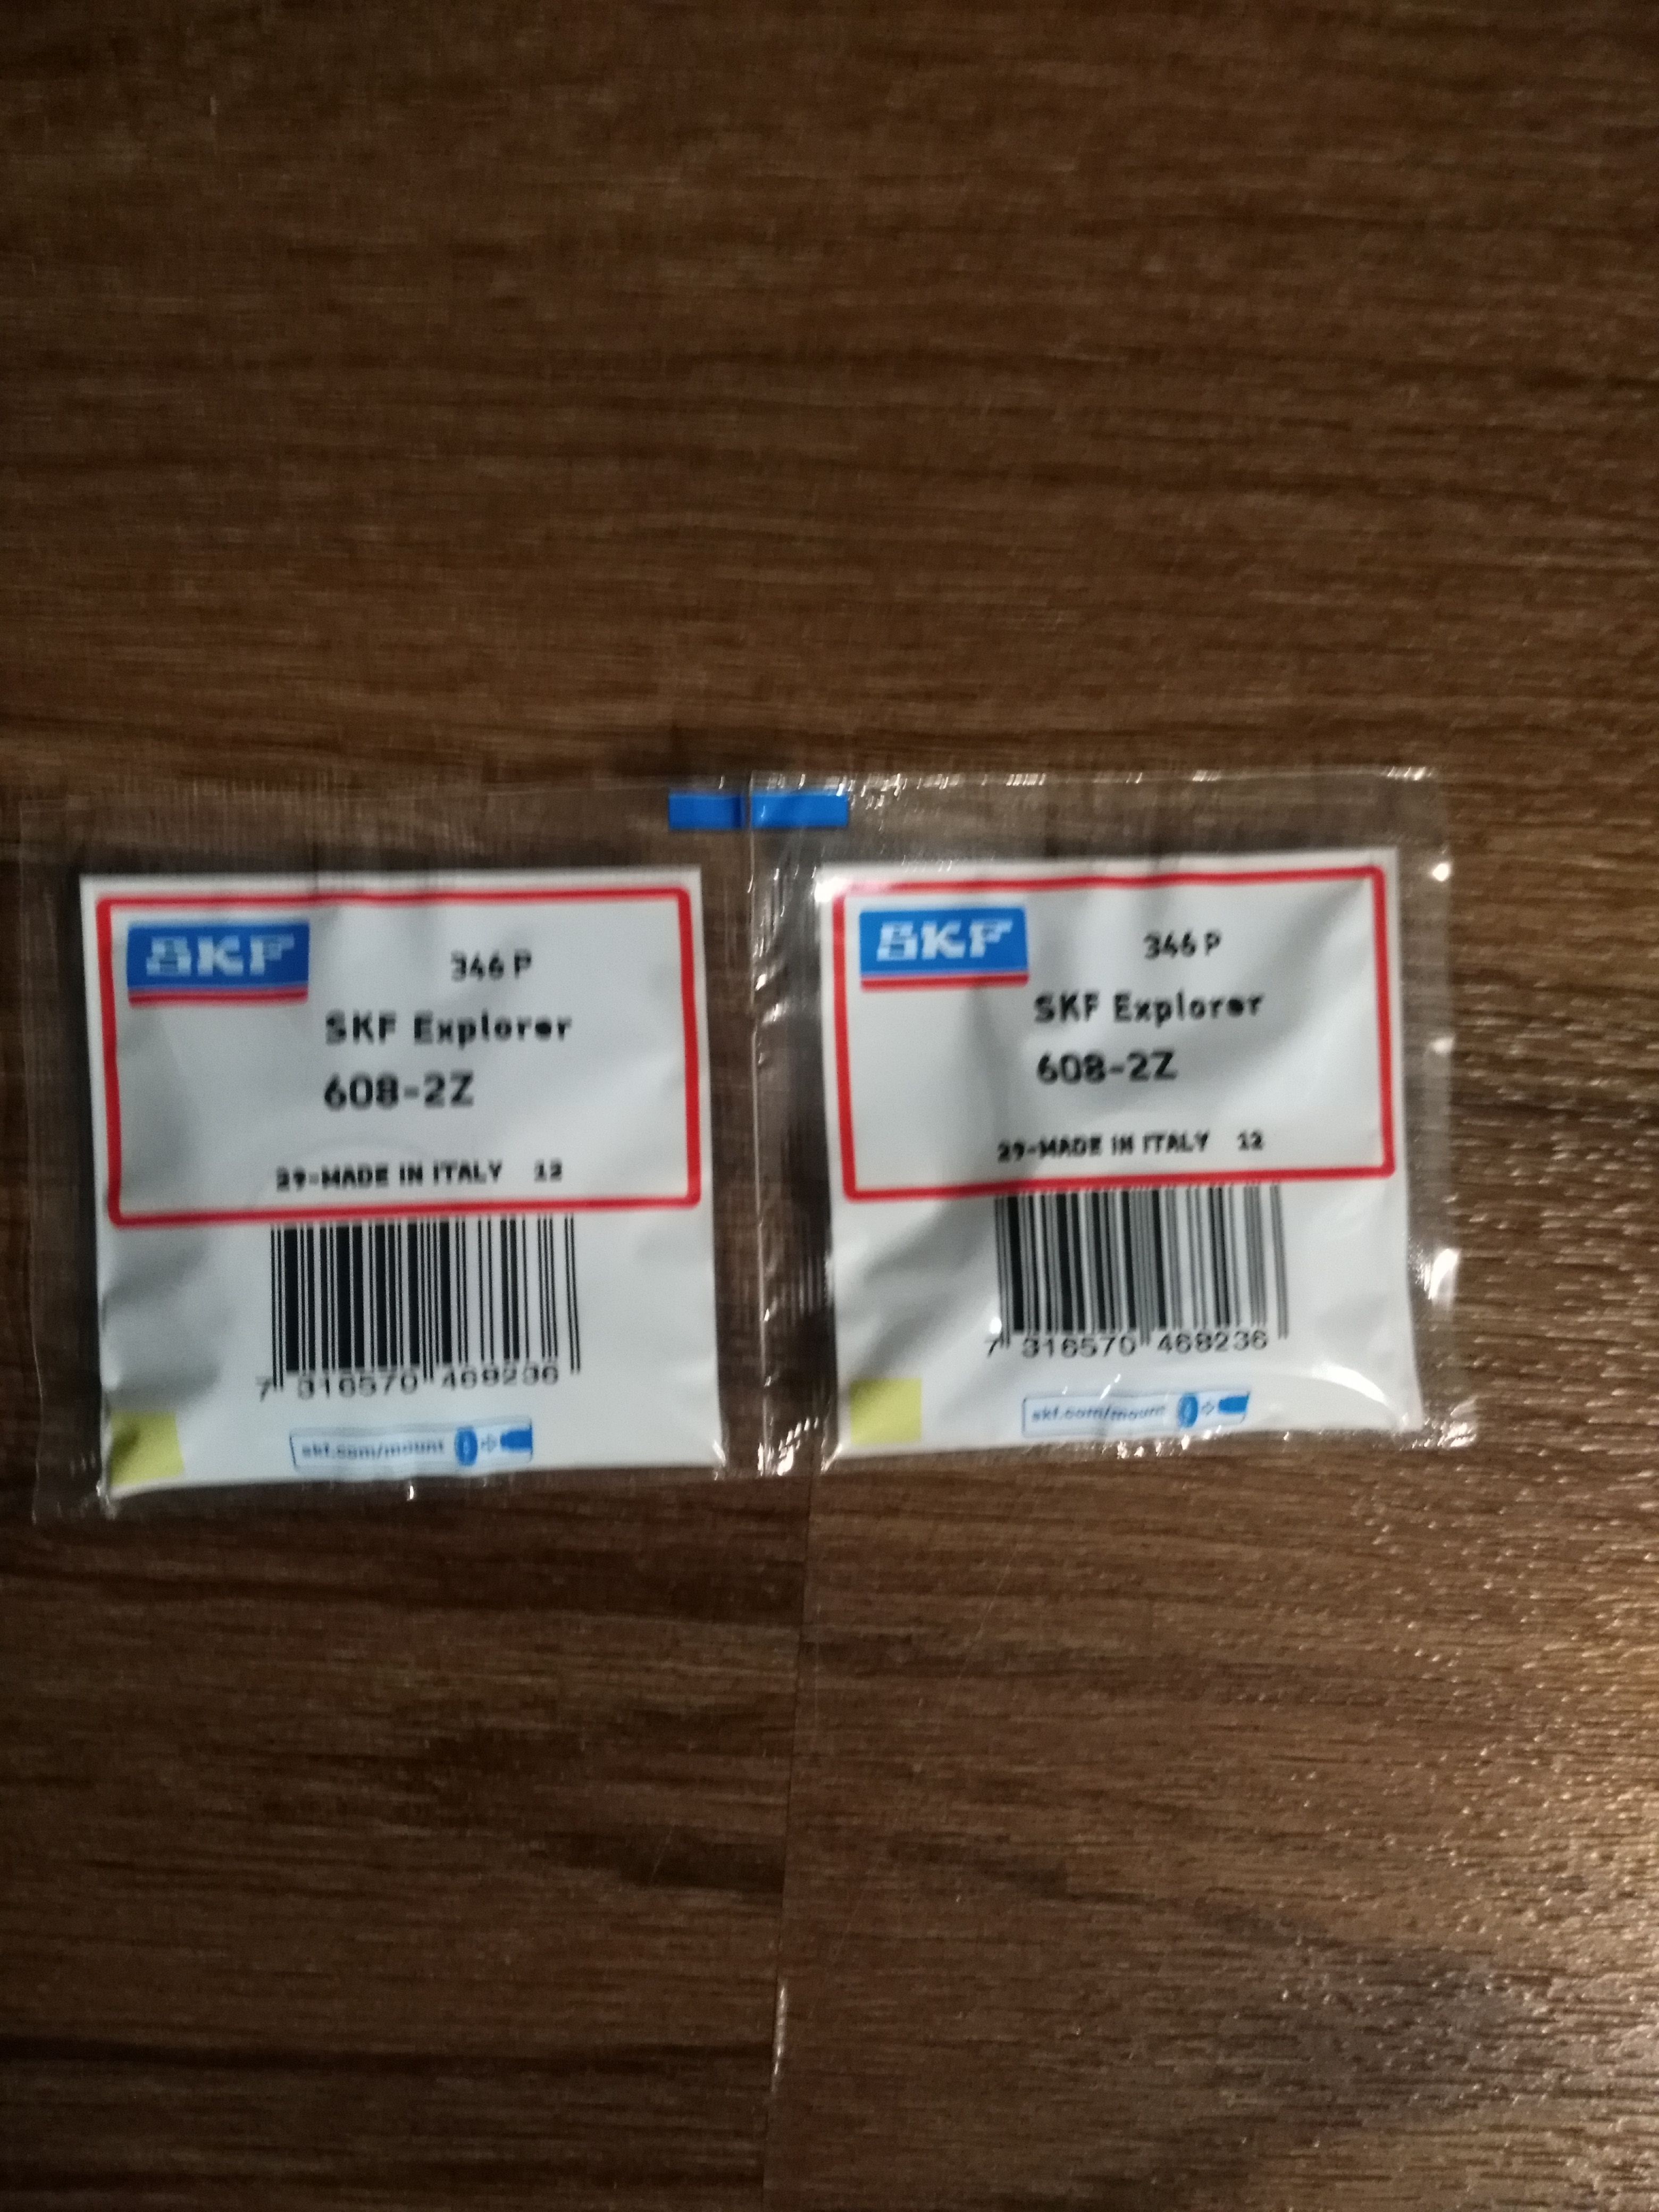 SKF
346 P
SKF Explorer
608-2Z
29-MADE IN ITALY 12
7 316570 468236
skf.com/mount
SKF
346 P
SKF Explorer
608-2Z
29-MADE IN ITALY 12
7 316570 468236
skf.com/mount